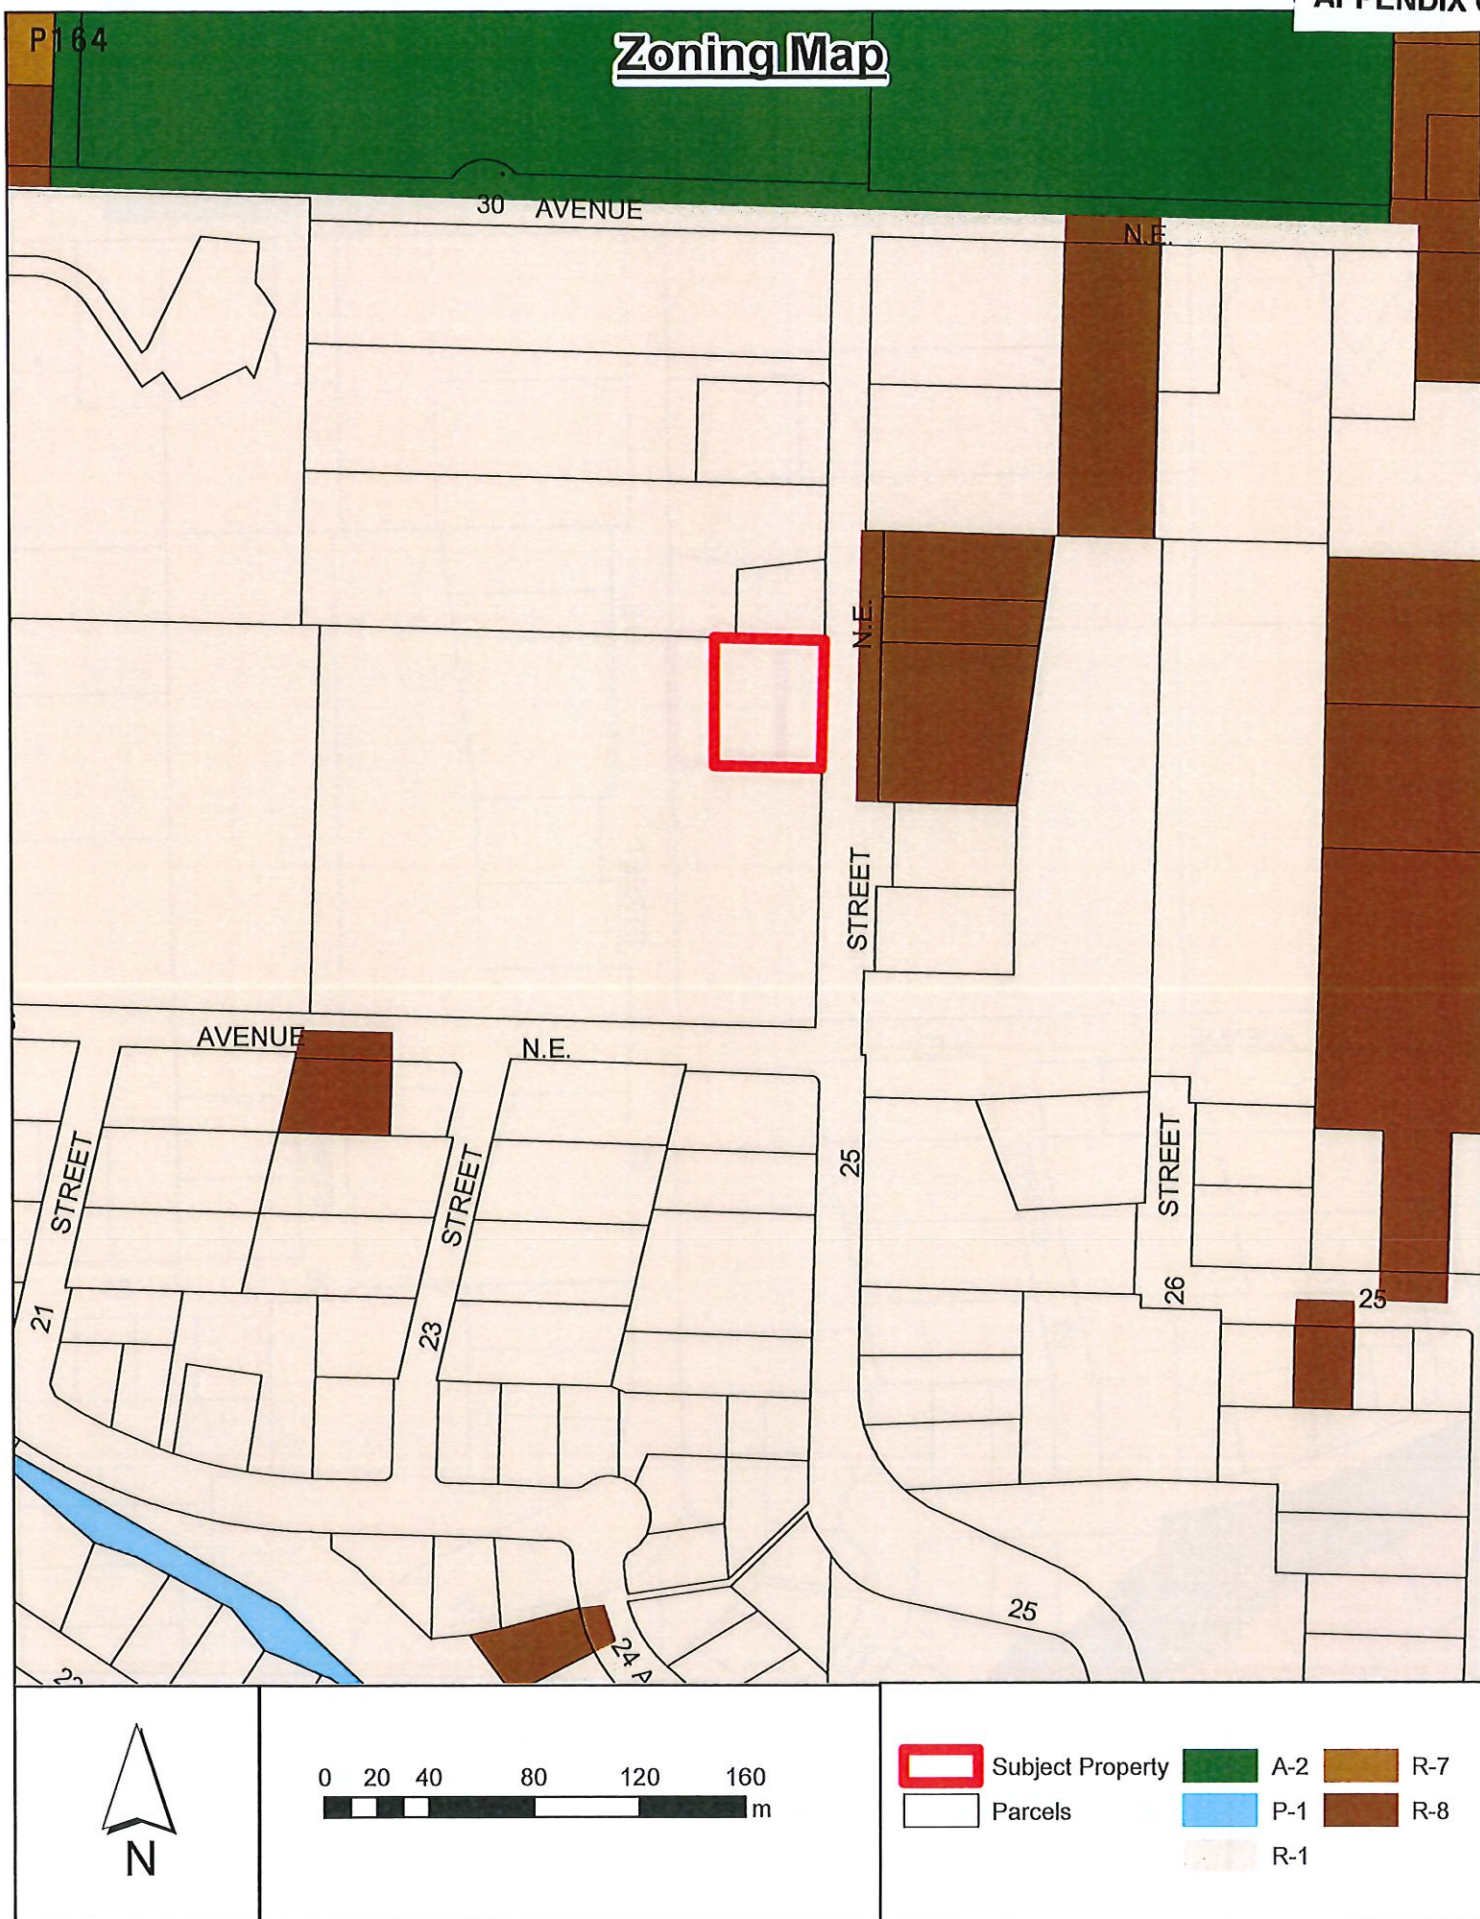 APPENDIX
P164
Zoning Map
30 AVENUE
N.E.
N.E.
STREET
AVENUE
N.E.
STREET
STREET
25
STREET
21
23
26
25
25
24 A
0 20 40 80 120 160
m
N
Subject Property
Parcels
A-2
P-1
R-1
R-7
R-8